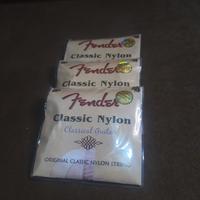 Fender
Classic Nylon
Fender
Classic Nylon
Fender
Classic Nylon
Classical Guitar
ORIGINAL CLASSIC NYLON STRINGS